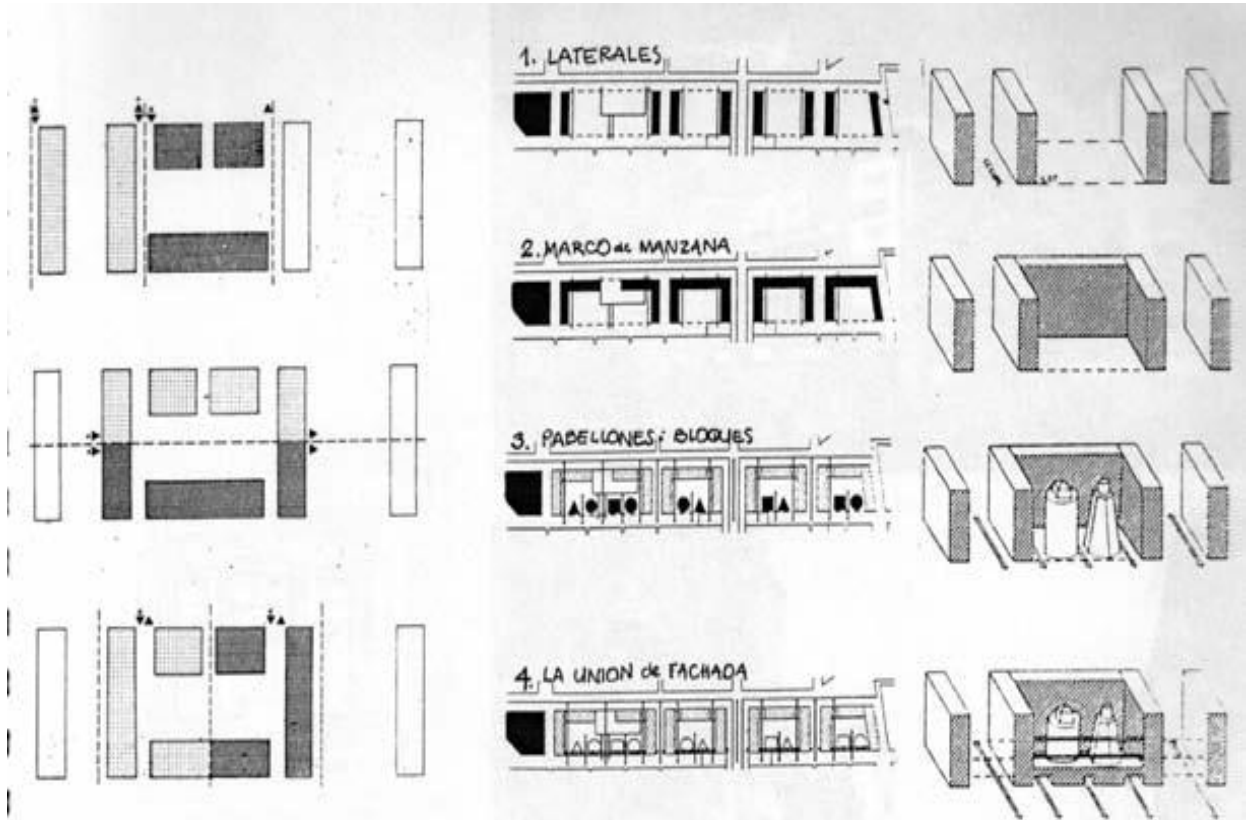 1. LATERALES
2. MARCO de MANZANA
3. PABELLONES i BLOQUES
4. LA UNION de FACHADA